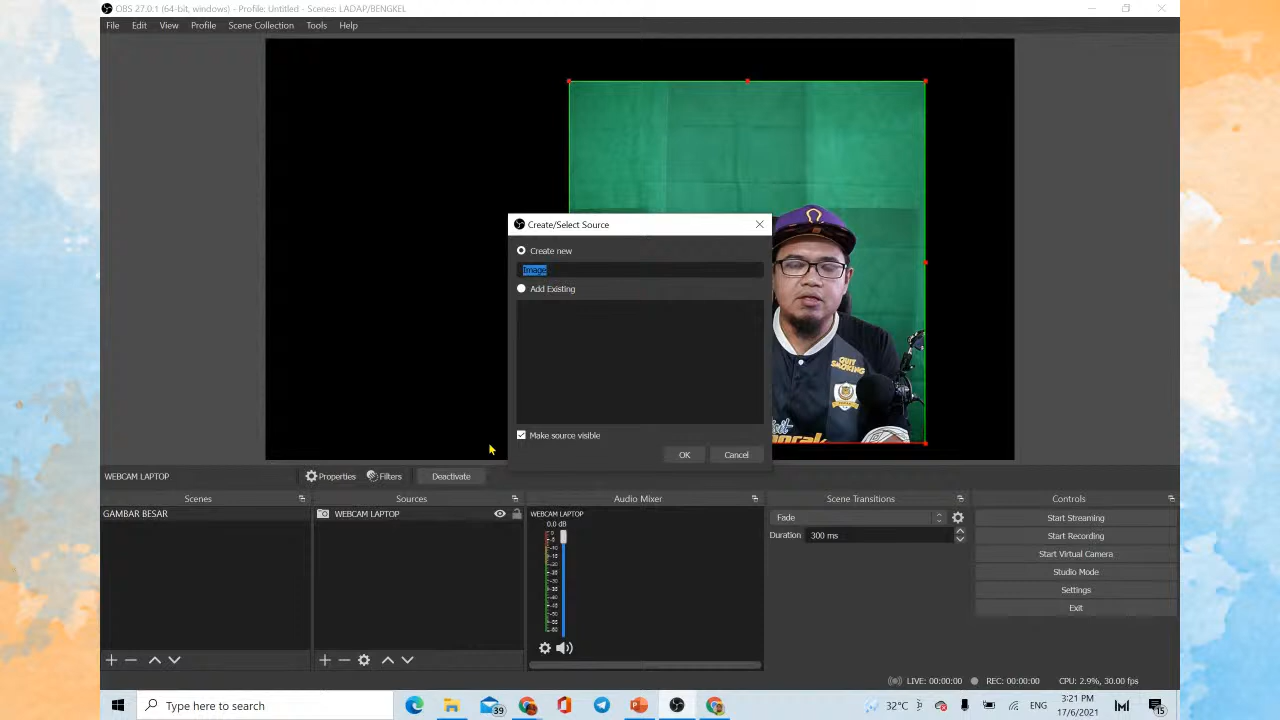 OBS 27.0.1 (64-bit, windows) - Profile: Untitled - Scenes: LADAP/BENGKEL
File Edit View Profile Scene Collection Tools Help
Create/Select Source
Create new
Image
Add Existing
QUIT
SMOKING
Make source visible
OK Cancel
WEBCAM LAPTOP Properties Filters Deactivate
Scenes Sources Audio Mixer Scene Transitions Controls
GAMBAR BESAR
WEBCAM LAPTOP
WEBCAM LAPTOP
0.0 dB
Fade
Duration 300 ms
Start Streaming
Start Recording
Start Virtual Camera
Studio Mode
Settings
Exit
LIVE: 00:00:00 REC: 00:00:00 CPU: 2.9%, 30.00 fps
Type here to search
39
32°C
ENG
3:21 PM
17/6/2021
15